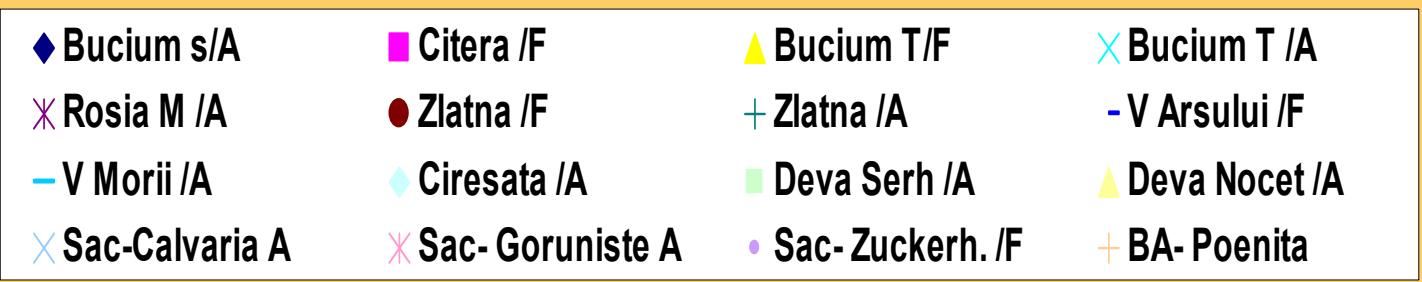 Bucium s/A Citera /F Bucium T/F Bucium T /A
Rosia M /A Zlatna /F Zlatna /A V Arsului /F
V Morii /A Ciresata /A Deva Serh /A Deva Nocet /A
Sac-Calvaria A Sac- Goruniste A Sac- Zuckerh. /F BA- Poenita